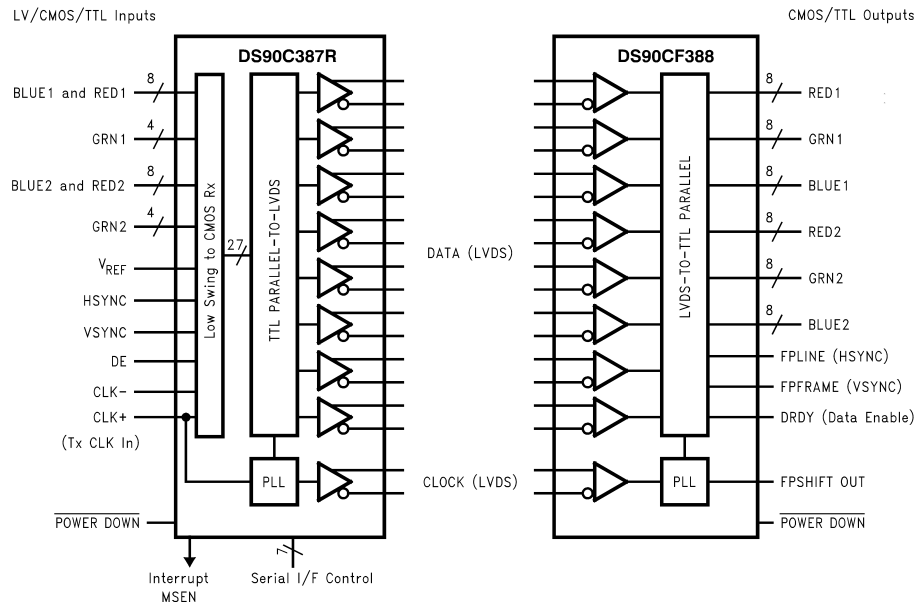 LV/CMOS/TTL Inputs
CMOS/TTL Outputs
DS90C387R
DS90CF388
BLUE1 and RED1
8
GRN1
4
BLUE2 and RED2
8
GRN2
4
VREF
HSYNC
VSYNC
DE
CLK-
CLK+
(Tx CLK In)
POWER DOWN
Low Swing to CMOS Rx
27
TTL PARALLEL-TO-LVDS
PLL
Interrupt
MSEN
7
Serial I/F Control
DATA (LVDS)
CLOCK (LVDS)
LVDS-TO-TTL PARALLEL
PLL
8
RED1
8
GRN1
8
BLUE1
8
RED2
8
GRN2
8
BLUE2
FPLINE (HSYNC)
FPFRAME (VSYNC)
DRDY (Data Enable)
FPSHIFT OUT
POWER DOWN